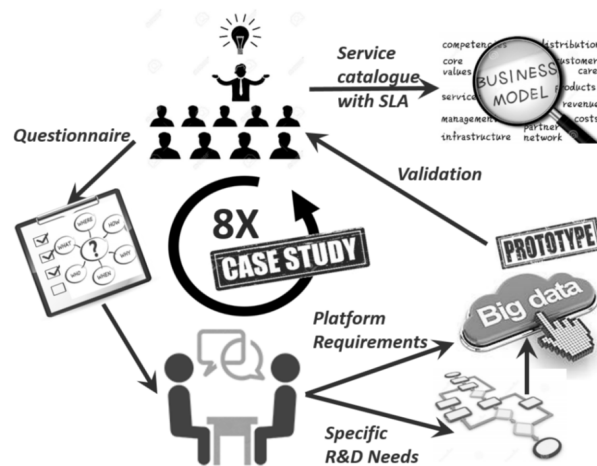 Service
catalogue
with SLA
competencies
distribution
core
values
customer
care
BUSINESS
MODEL
products
service
revenue
management
costs
partner
network
infrastructure
Questionnaire
Validation
WHERE
HOW
WHAT
?
WHY
WHO
WHEN
8X
CASE STUDY
PROTOTYPE
Big data
Platform
Requirements
Specific
R&D Needs